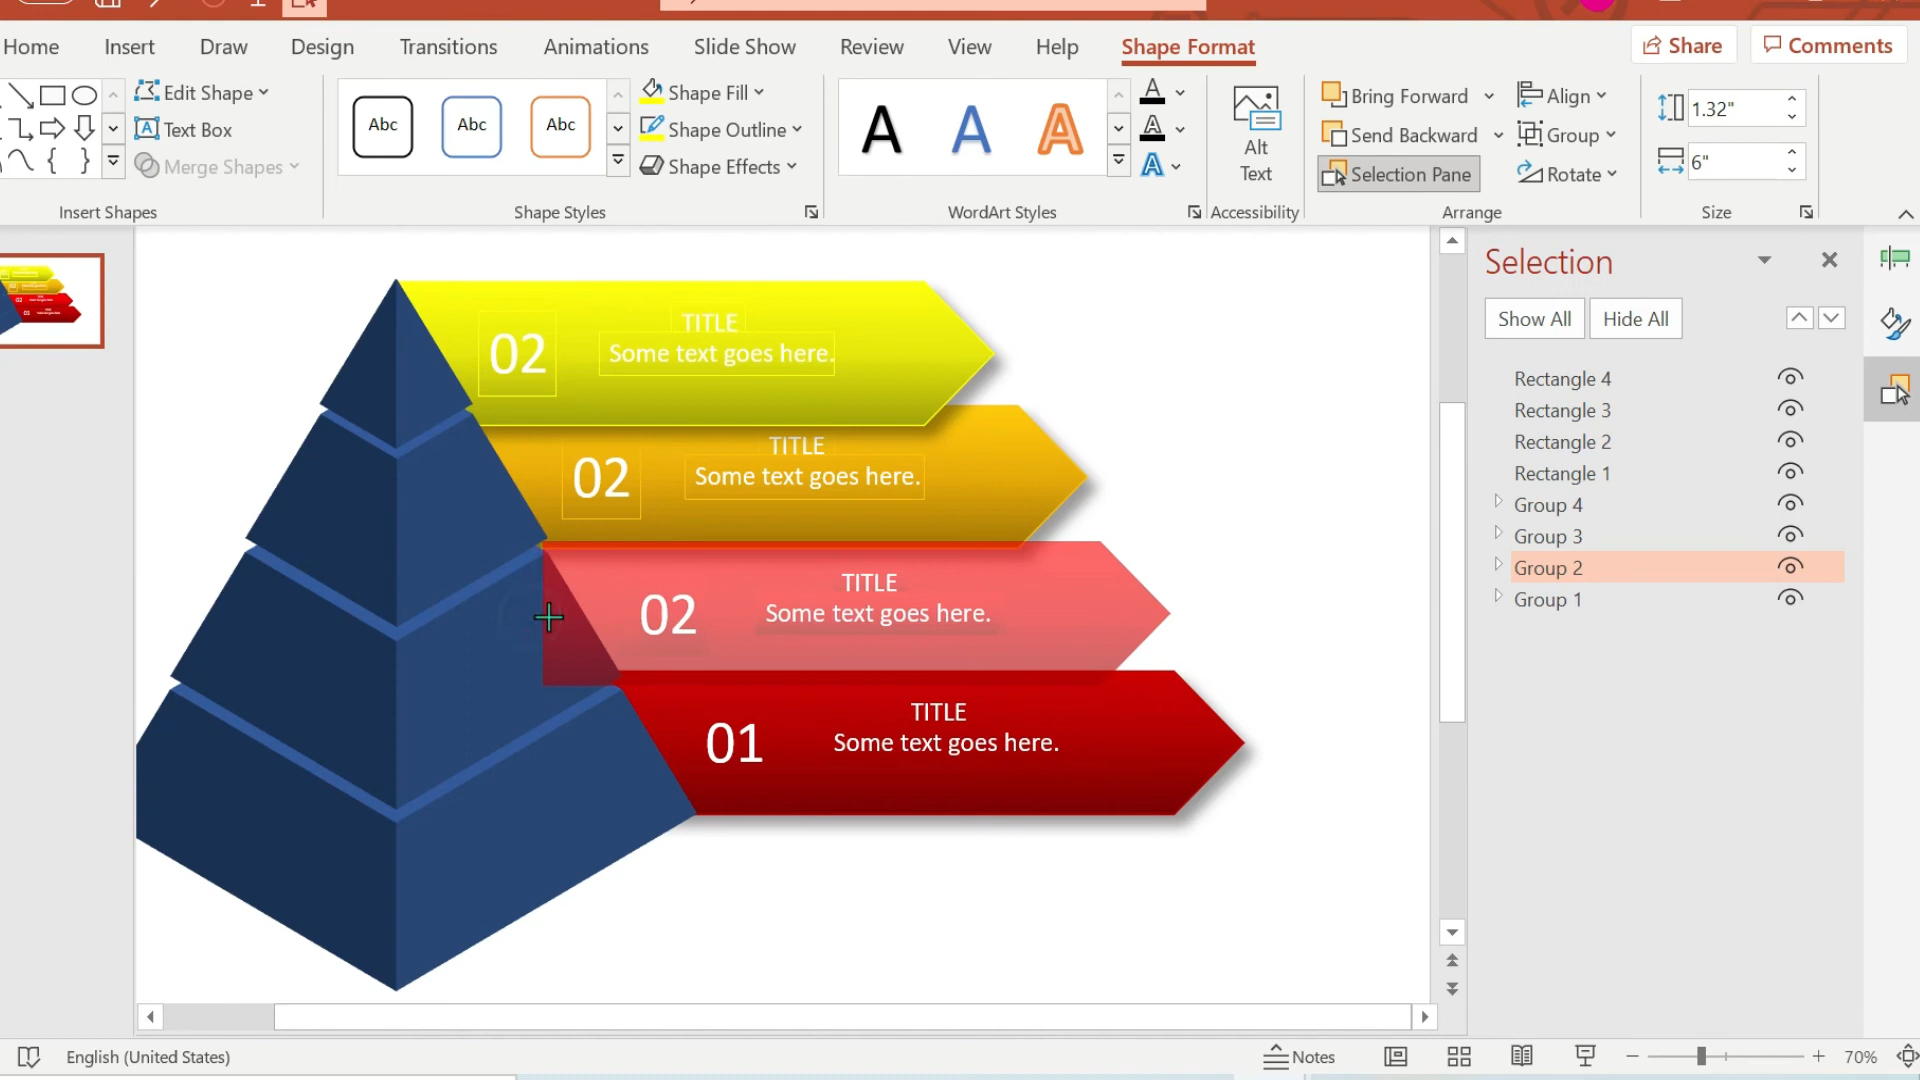 Home Insert Draw Design Transitions Animations Slide Show Review View Help Shape Format Share Comments
Edit Shape
Text Box
Merge Shapes
Insert Shapes
Abc Abc Abc
Shape Fill
Shape Outline
Shape Effects
Shape Styles
A A A
WordArt Styles
Alt
Text
Accessibility
Bring Forward
Send Backward
Selection Pane
Align
Group
Rotate
Arrange
1.32"
6"
Size
TITLE
02
Some text goes here.
TITLE
02
Some text goes here.
TITLE
02
Some text goes here.
TITLE
01
Some text goes here.
Selection
Show All Hide All
Rectangle 4
Rectangle 3
Rectangle 2
Rectangle 1
Group 4
Group 3
Group 2
Group 1
English (United States)
Notes
70%